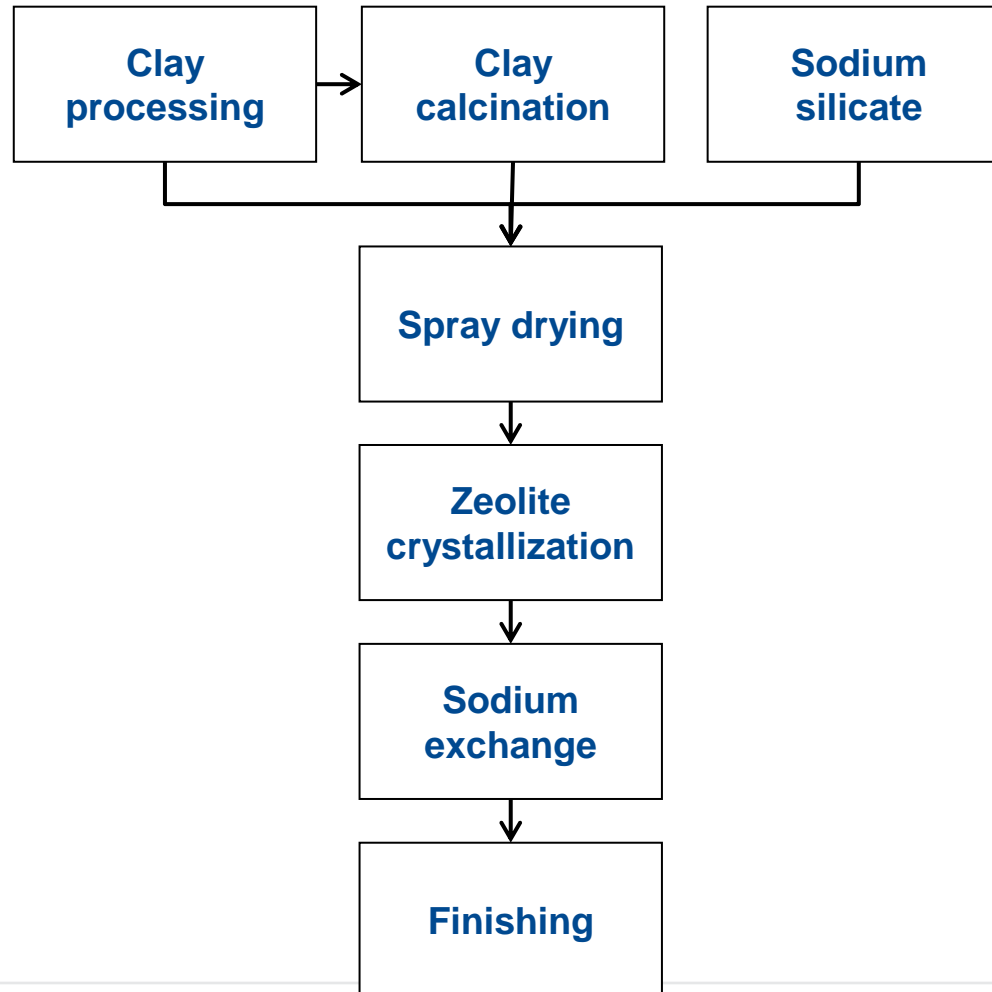 Clay
processing
Clay
calcination
Sodium
silicate
Spray drying
Zeolite
crystallization
Sodium
exchange
Finishing